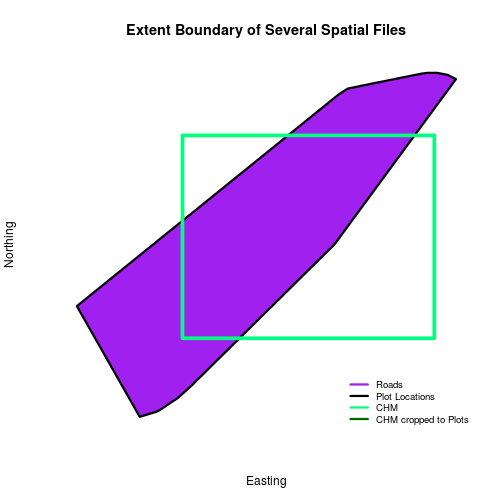 Extent Boundary of Several Spatial Files
Northing
Roads
Plot Locations
CHM
CHM cropped to Plots
Easting